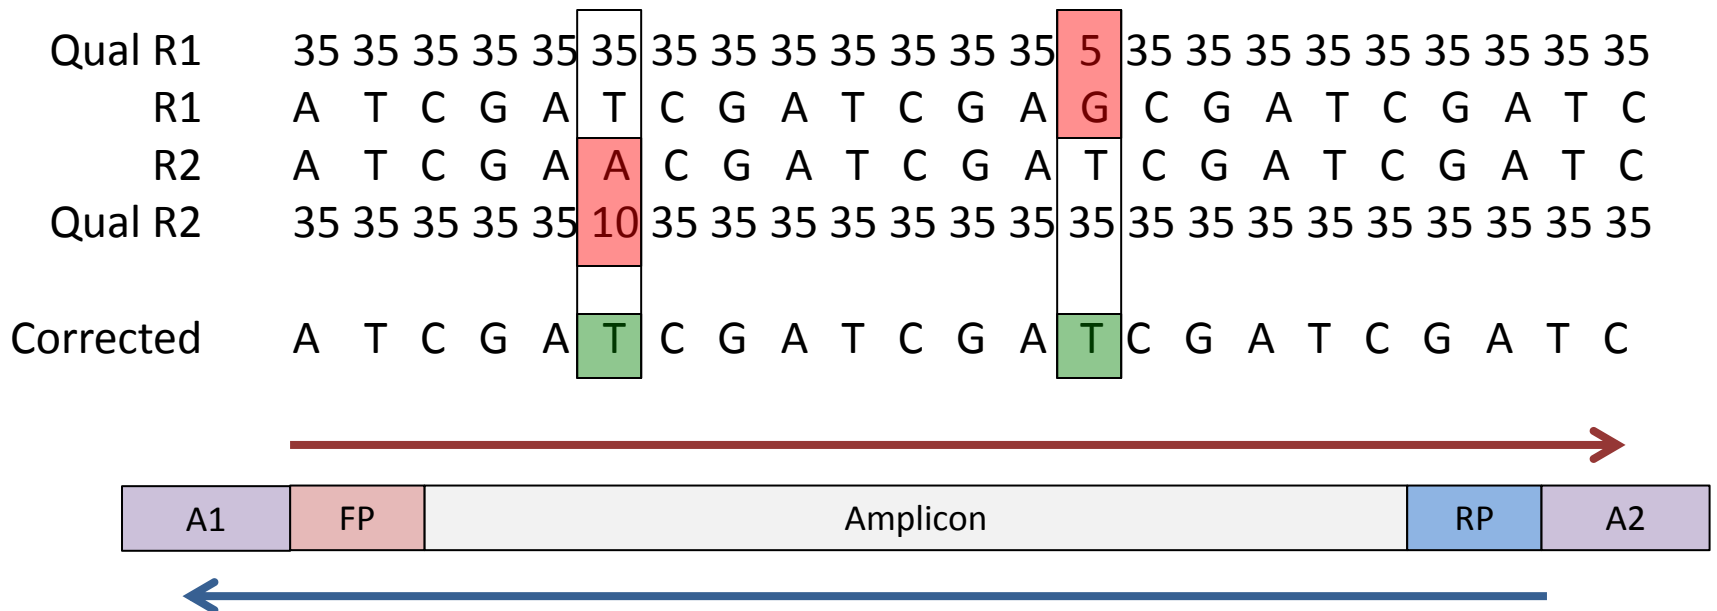 Qual R1 35 35 35 35 35 35 35 35 35 35 35 35 35 5 35 35 35 35 35 35 35 35 35
R1 A T C G A T C G A T C G A G C G A T C G A T C
R2 A T C G A A C G A T C G A T C G A T C G A T C
Qual R2 35 35 35 35 35 10 35 35 35 35 35 35 35 35 35 35 35 35 35 35 35 35 35
Corrected A T C G A T C G A T C G A T C G A T C G A T C
A1 FP Amplicon RP A2